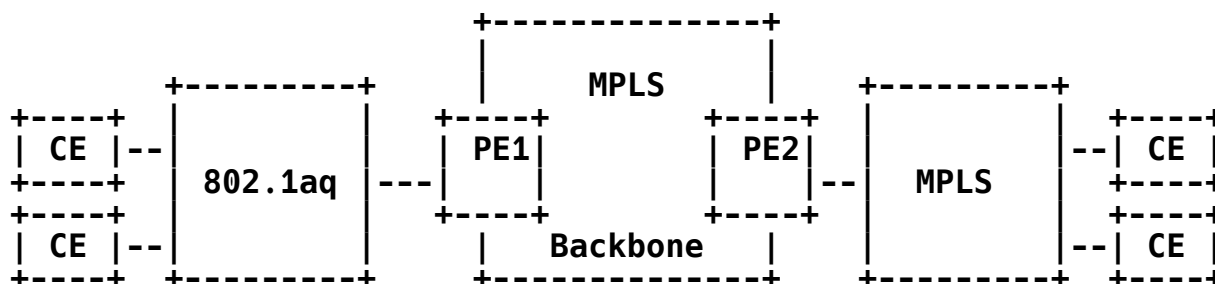 MPLS
CE PE1 PE2 CE
802.1aq MPLS
CE Backbone CE